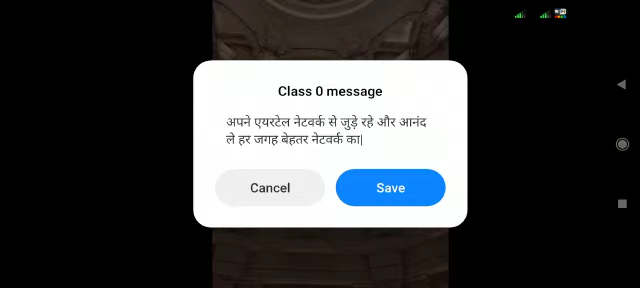 Class 0 message
अपने एयरटेल नेटवर्क से जुड़े रहे और आनंद
ले हर जगह बेहतर नेटवर्क का|
Cancel
Save